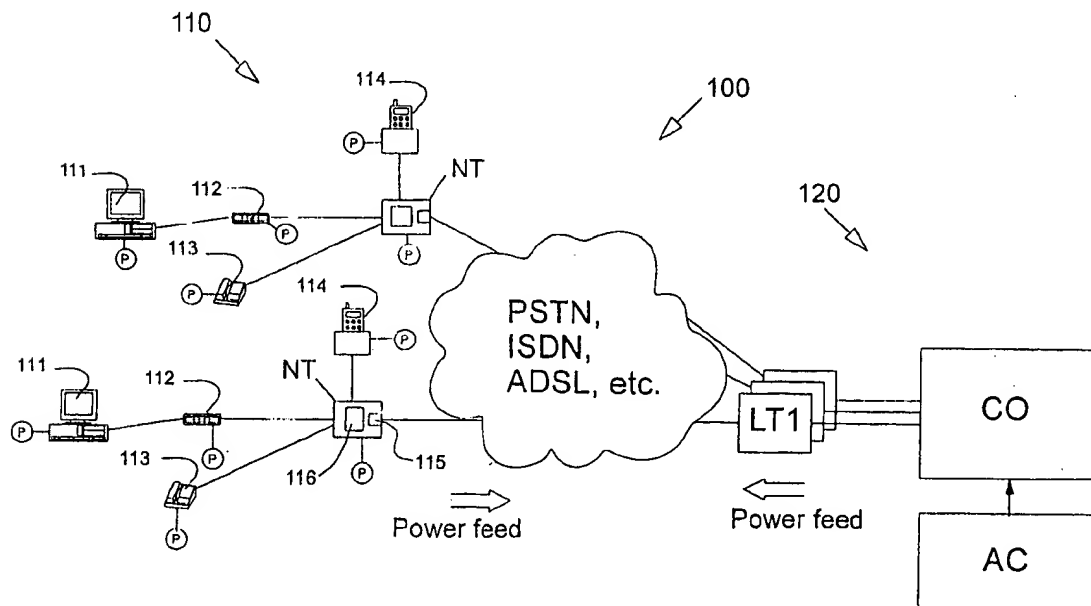 110
114
100
P
NT
111
112
120
P
P
P
113
P
114
PSTN,
ISDN,
ADSL, etc.
P
111
112
NT
LT1
CO
P
113
P
116
P
115
P
Power feed
Power feed
AC